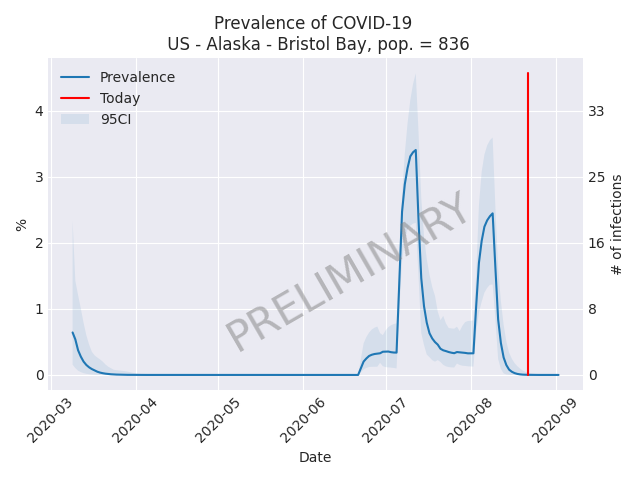 Prevalence of COVID-19
US - Alaska - Bristol Bay, pop. = 836
Prevalence
Today
95CI
PRELIMINARY
%
4
3
2
1
0
# of infections
33
25
16
8
0
2020-03
2020-04
2020-05
2020-06
2020-07
2020-08
2020-09
Date